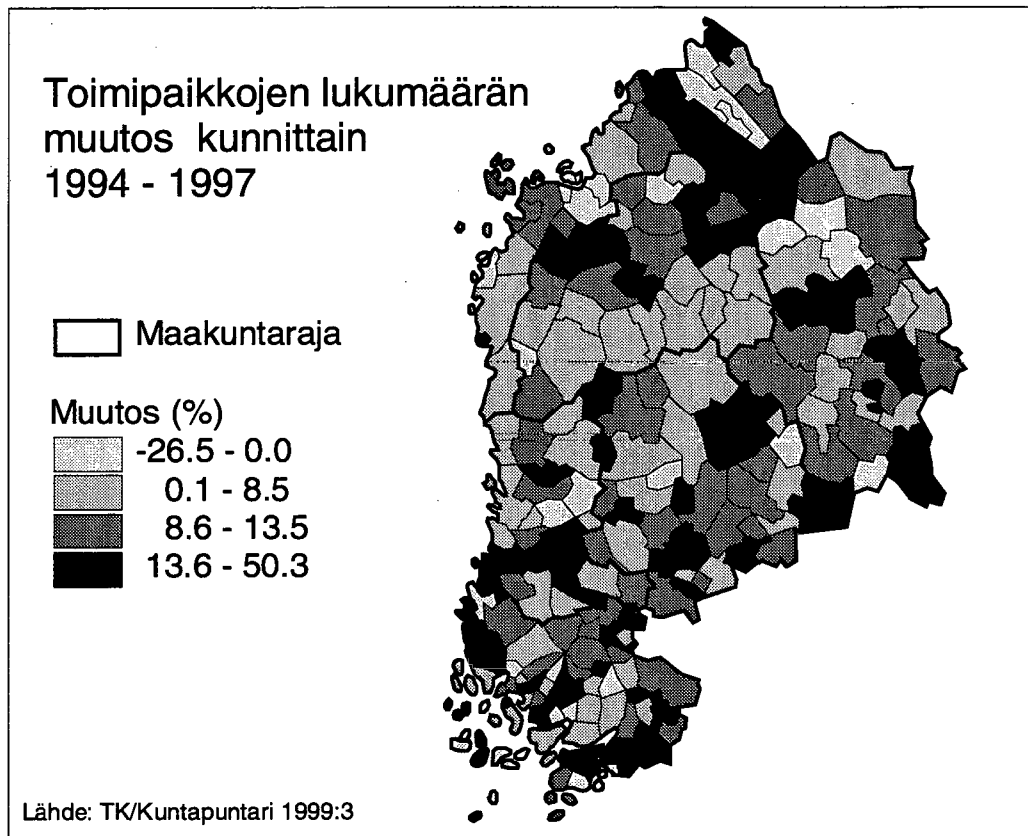 Toimipaikkojen lukumäärän
muutos kunnittain
1994 - 1997
Maakuntaraja
Muutos (%)
-26.5 - 0.0
0.1 - 8.5
8.6 - 13.5
13.6 - 50.3
Lähde: TK/Kuntapuntari 1999:3